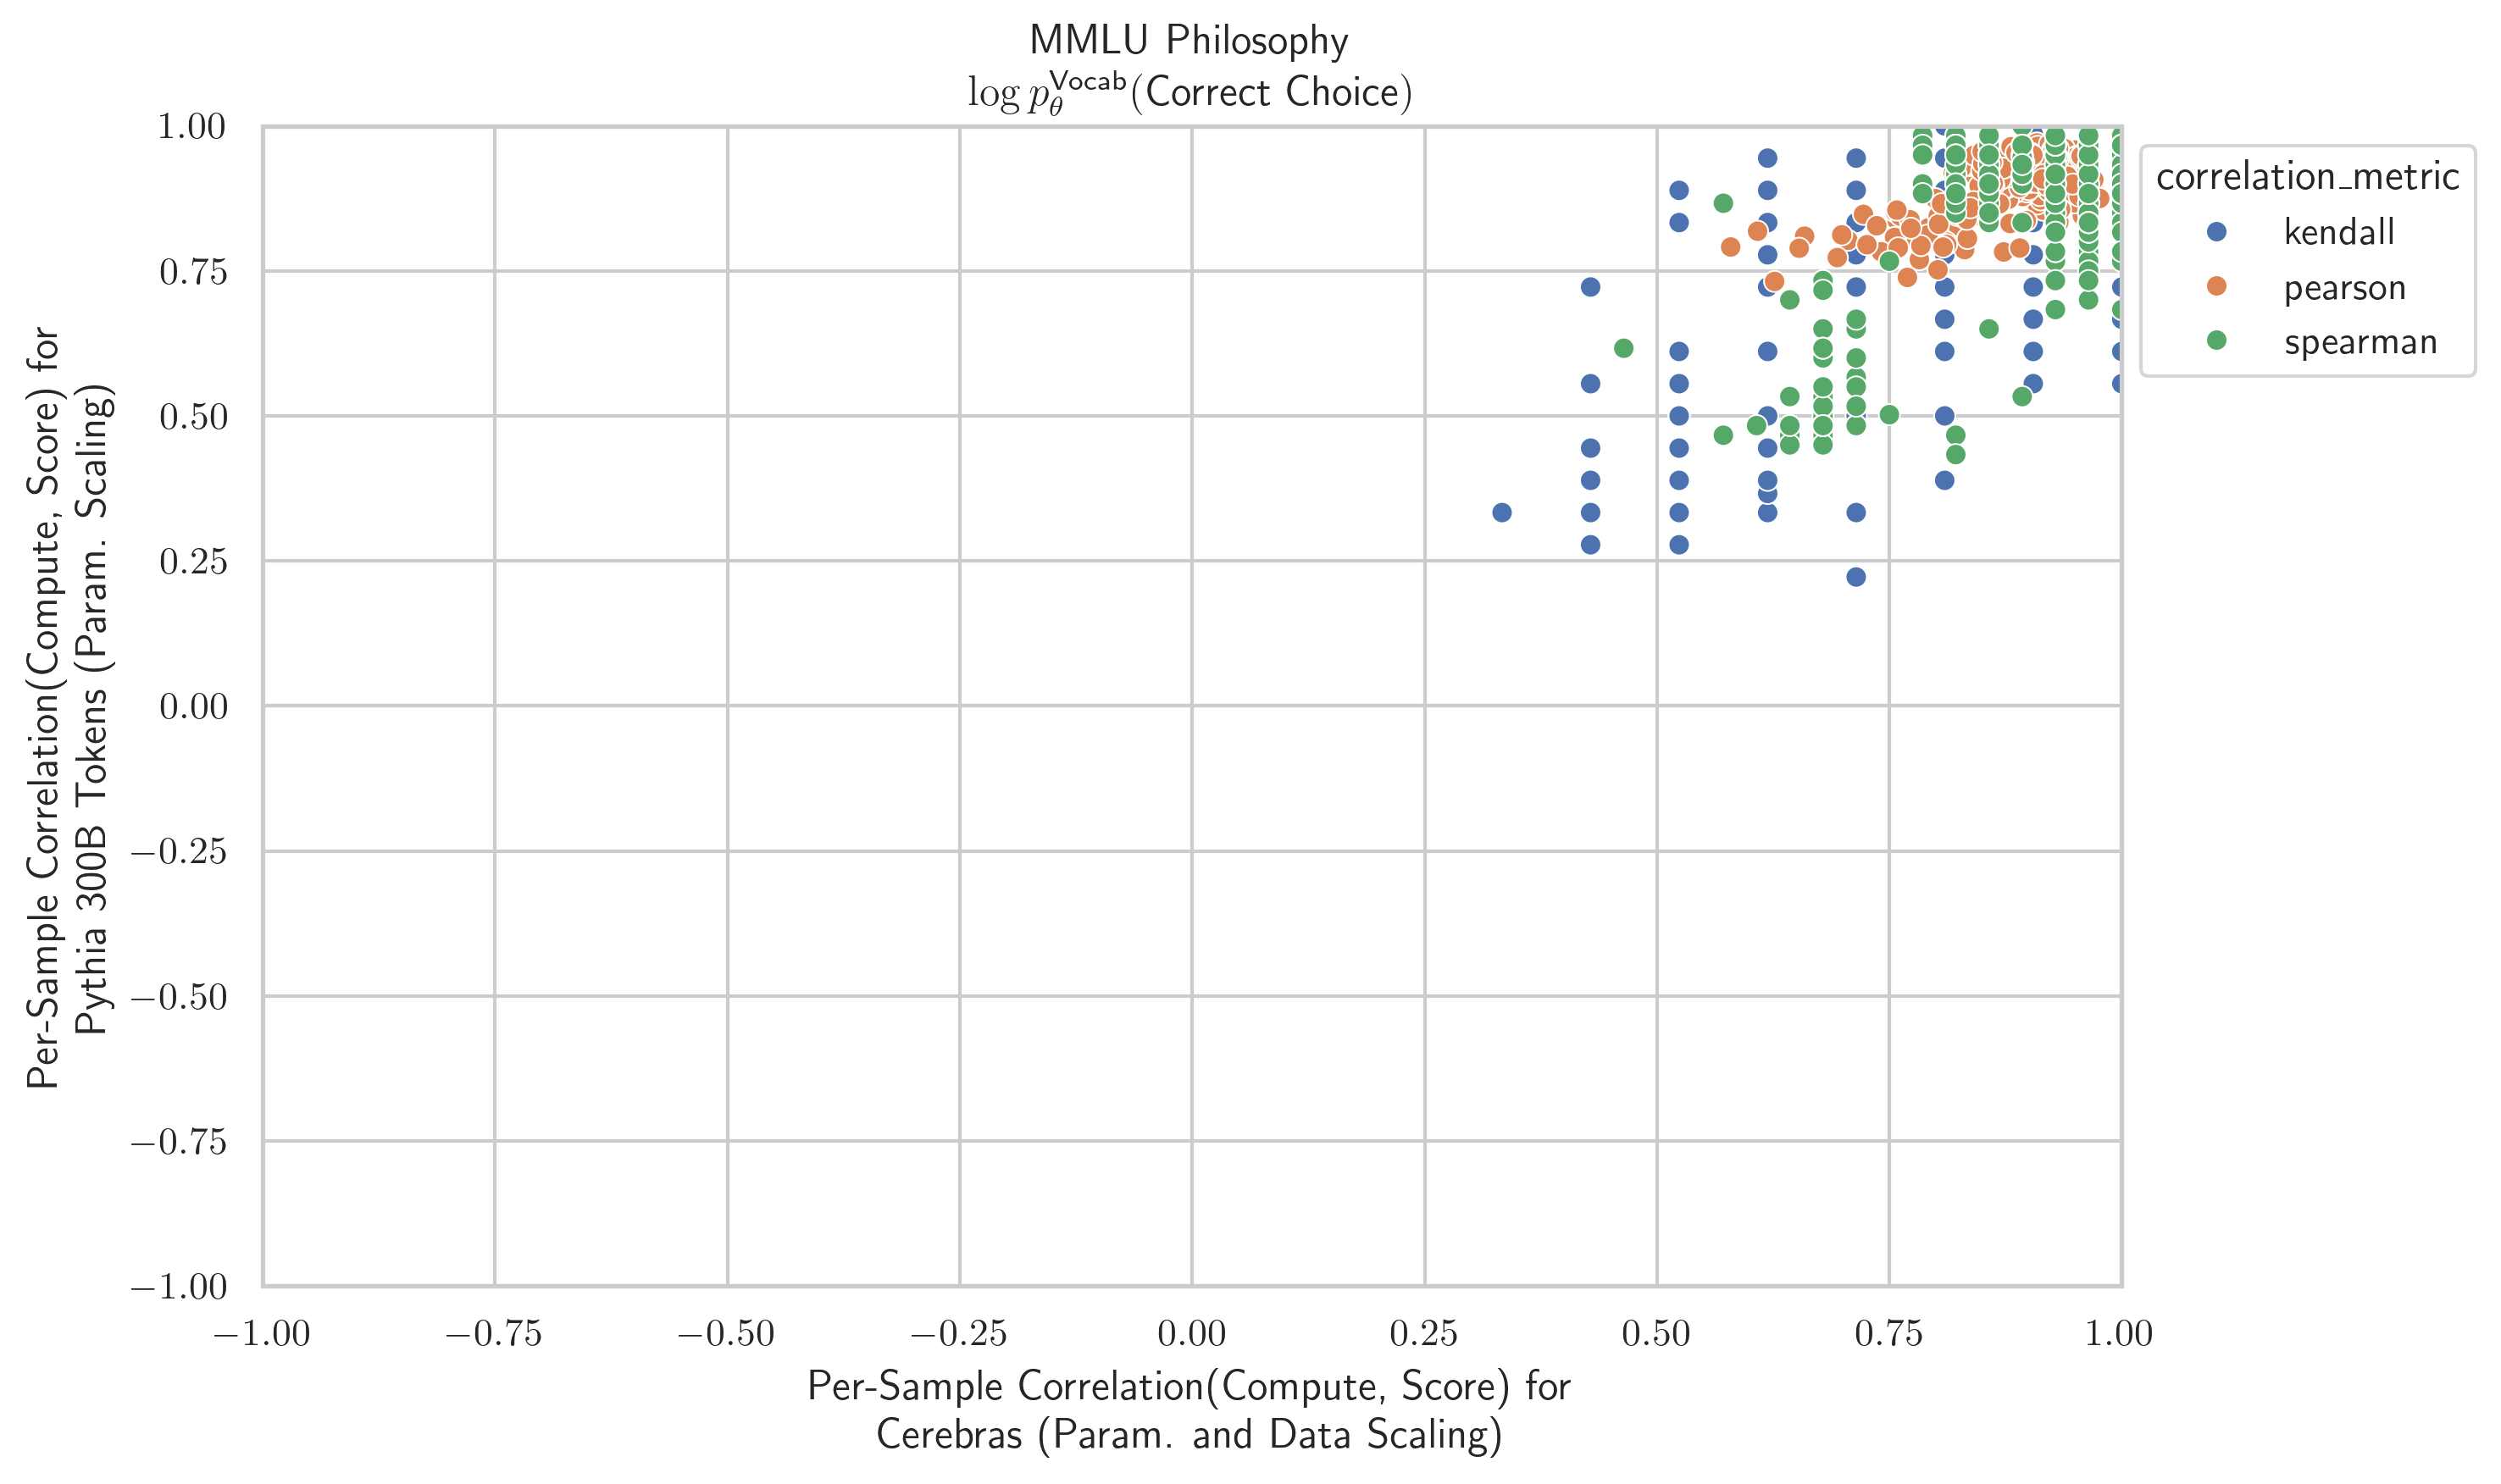 MMLU Philosophy
log p_θ^Vocab(Correct Choice)
1.00
0.75
0.50
0.25
0.00
−0.25
−0.50
−0.75
−1.00
Per-Sample Correlation(Compute, Score) for
Pythia 300B Tokens (Param. Scaling)
correlation_metric
kendall
pearson
spearman
−1.00 −0.75 −0.50 −0.25 0.00 0.25 0.50 0.75 1.00
Per-Sample Correlation(Compute, Score) for
Cerebras (Param. and Data Scaling)